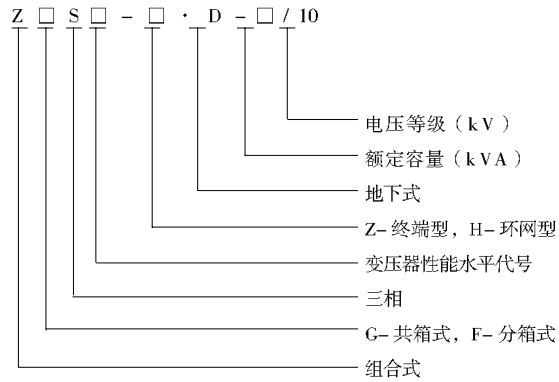 Z □ S □ - □ · D - □ / 10
电压等级（kV）
额定容量（kVA）
地下式
Z-终端型，H-环网型
变压器性能水平代号
三相
G-共箱式，F-分箱式
组合式